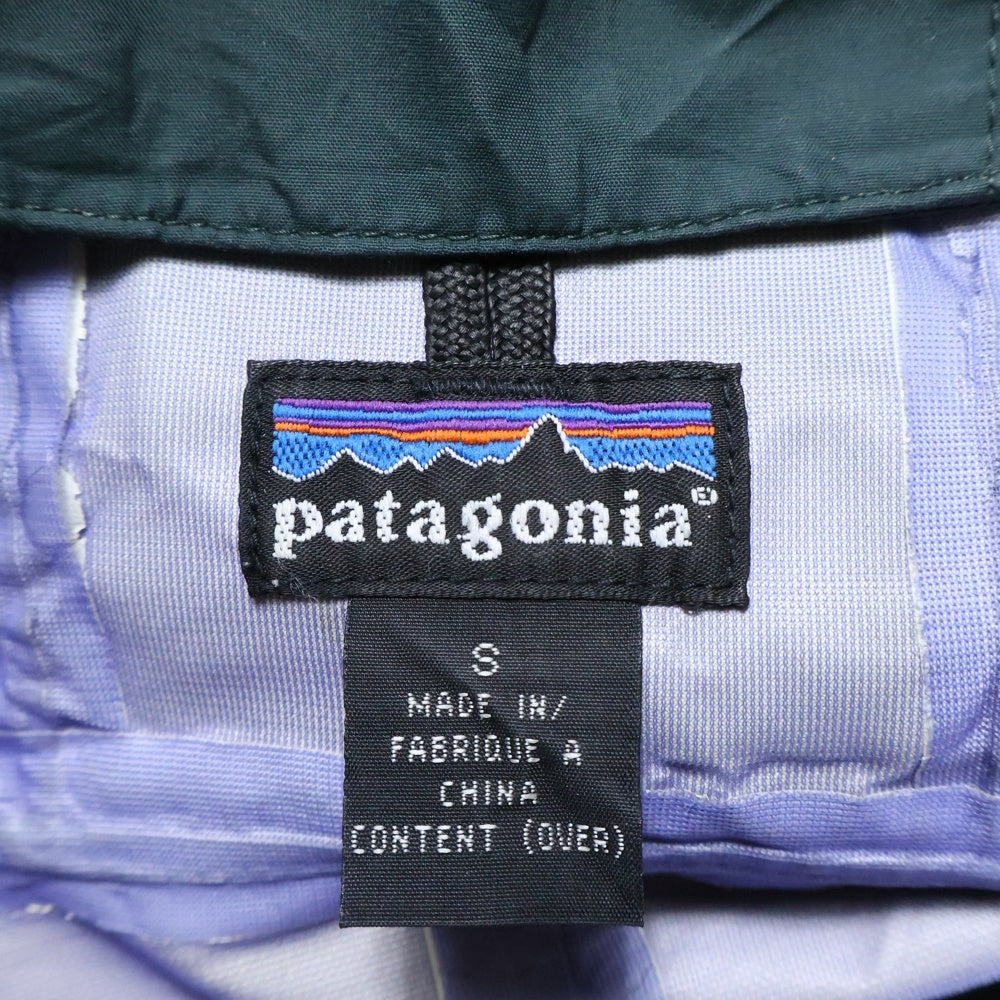 patagonia®
S
MADE IN/
FABRIQUE A
CHINA
CONTENT (OVER)